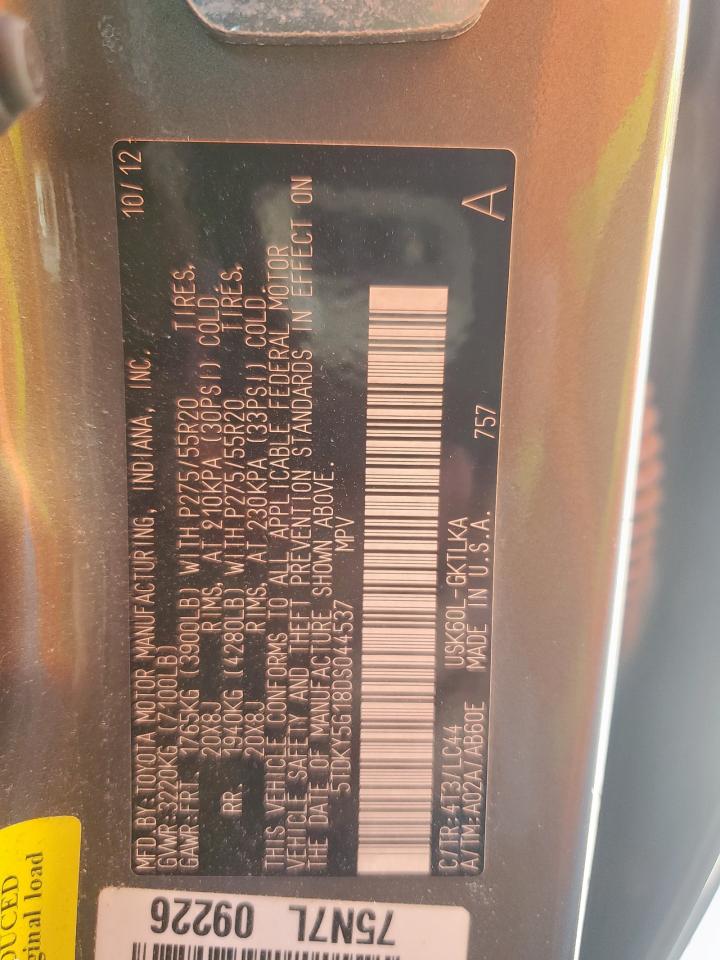 MFD.BY:TOYOTA MOTOR MANUFACTURING, INDIANA, INC. 10/12
GVWR:3220KG (7100LB)
GAWR:FRT. 1765KG (3900LB) WITH P275/55R20 TIRES,
20X8J RIMS, AT 210KPA (30PSI) COLD
RR. 1940KG (4280LB) WITH P275/55R20 TIRES,
20X8J RIMS, AT 230KPA (33PSI) COLD.
THIS VEHICLE CONFORMS TO ALL APPLICABLE FEDERAL MOTOR
VEHICLE SAFETY AND THEFT PREVENTION STANDARDS IN EFFECT ON
THE DATE OF MANUFACTURE SHOWN ABOVE.
5TDKY5G18DS044537 MPV
C/TR:4T3/LC44 USK60L-GKTLKA 757 A
A/TM:A02A/AB60E MADE IN U.S.A.
75N7L 09226
ginal load